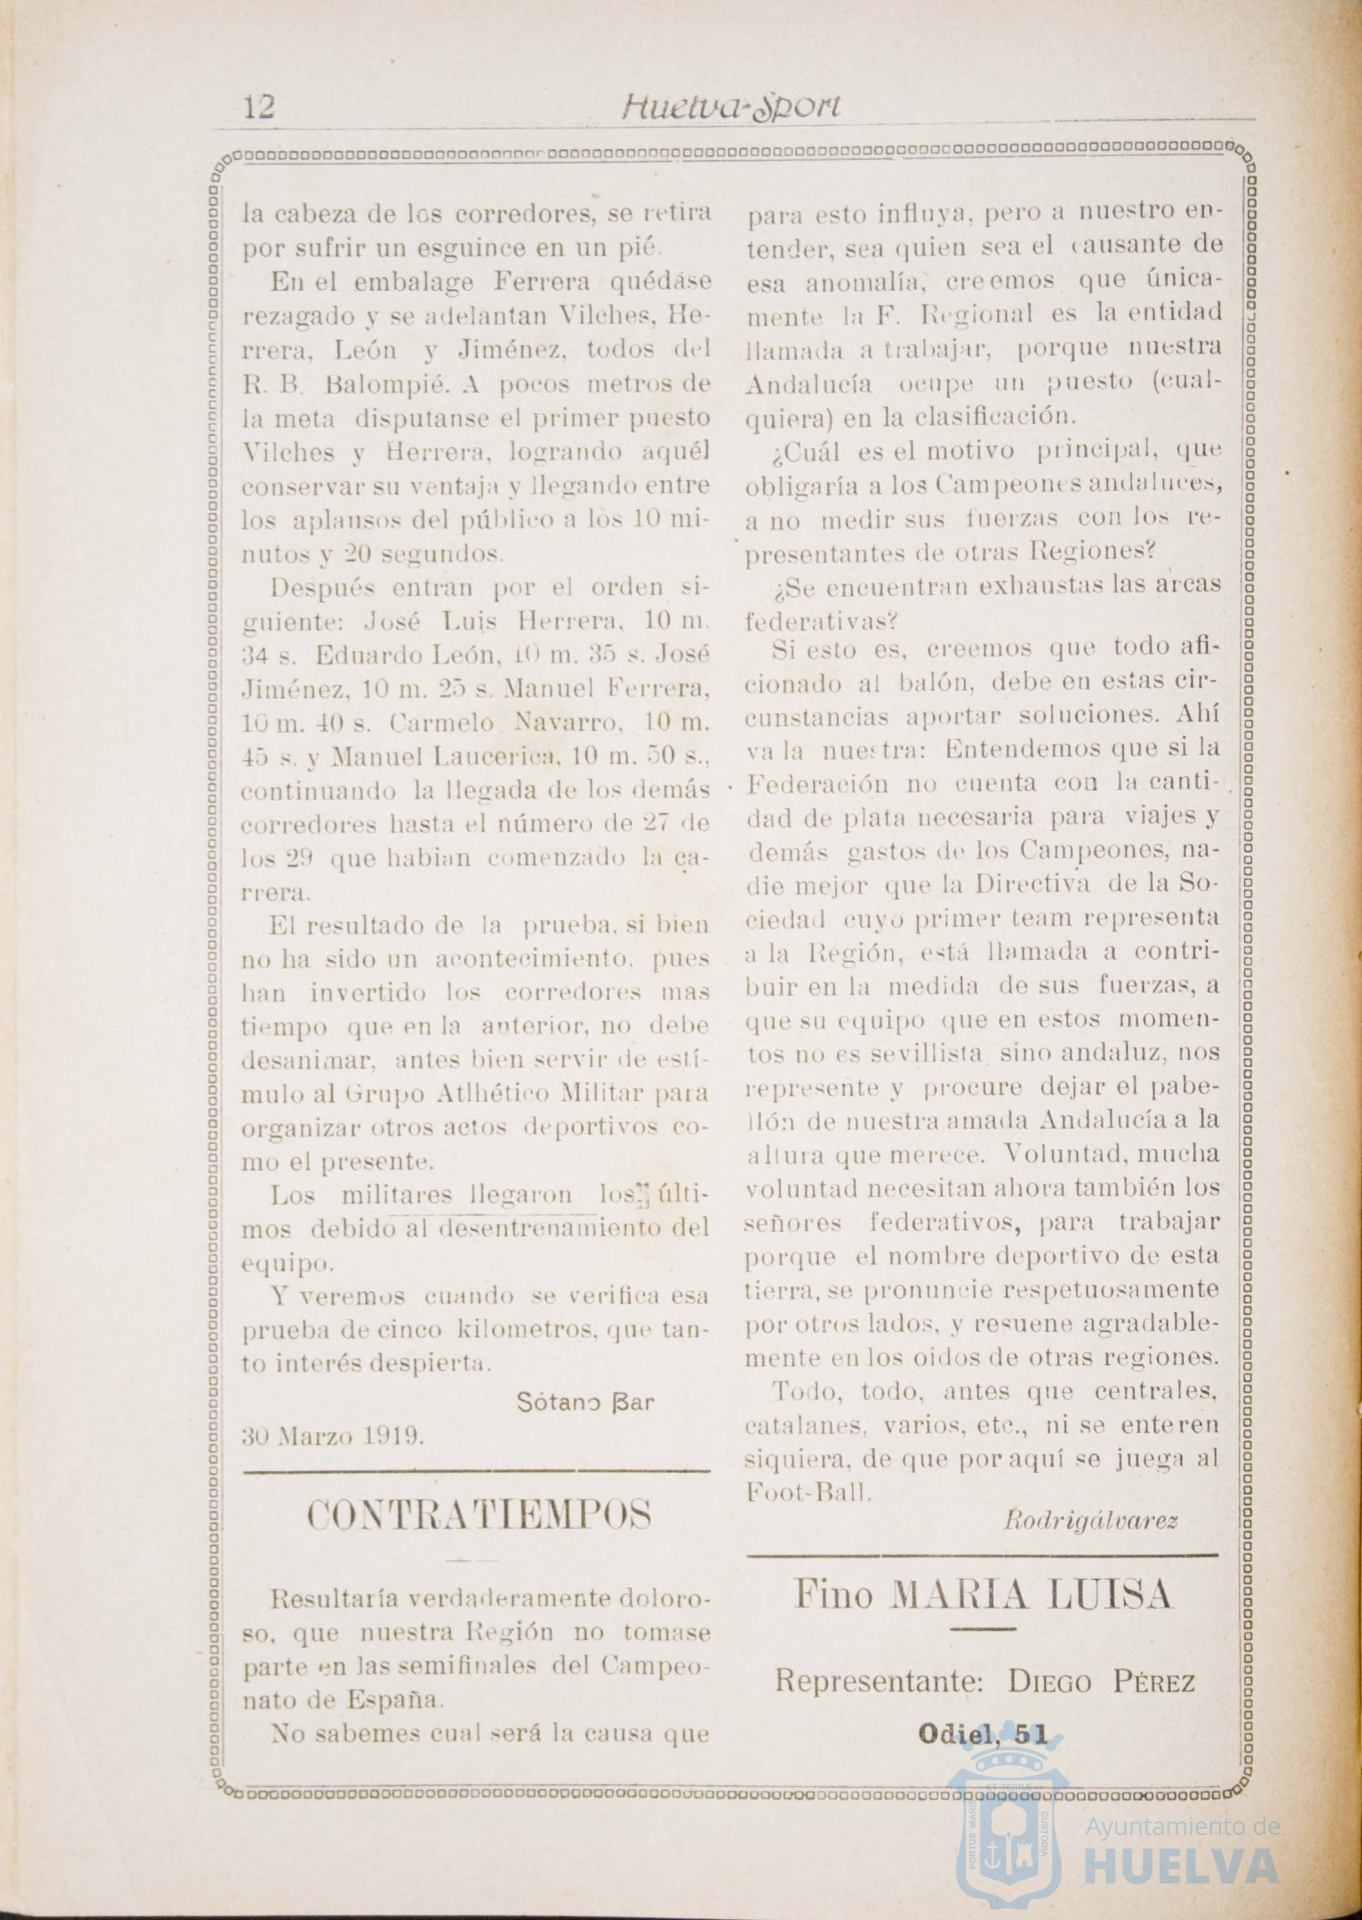 12
Huelva-Sport
la cabeza de los corredores, se retira
por sufrir un esguince en un pié.
En el embalage Ferrera quédase
rezagado y se adelantan Vilches, He-
rrera, León y Jiménez, todos del
R. B. Balompié. A pocos metros de
la meta disputanse el primer puesto
Vilches y Herrera, logrando aquél
conservar su ventaja y llegando entre
los aplausos del público a los 10 mi-
nutos y 20 segundos.
Después entran por el orden si-
guiente: José Luis Herrera, 10 m.
34 s. Eduardo León, 10 m. 35 s. José
Jiménez, 10 m. 25 s. Manuel Ferrera,
10 m. 40 s. Carmelo Navarro, 10 m.
45 s. y Manuel Laucerica, 10 m. 50 s.,
continuando la llegada de los demás
corredores hasta el número de 27 de
los 29 que habian comenzado la ca-
rrera.
El resultado de la prueba, si bien
no ha sido un acontecimiento, pues
han invertido los corredores mas
tiempo que en la anterior, no debe
desanimar, antes bien servir de estí-
mulo al Grupo Atlhético Militar para
organizar otros actos deportivos co-
mo el presente.
Los militares llegaron los últi-
mos debido al desentrenamiento del
equipo.
Y veremos cuando se verifica esa
prueba de cinco kilometros, que tan-
to interés despierta.
Sótano Bar
30 Marzo 1919.
CONTRATIEMPOS
Resultaría verdaderamente doloro-
so, que nuestra Región no tomase
parte en las semifinales del Campeo-
nato de España.
No sabemes cual será la causa que
para esto influya, pero a nuestro en-
tender, sea quien sea el causante de
esa anomalía, creemos que única-
mente la F. Regional es la entidad
llamada a trabajar, porque nuestra
Andalucía ocupe un puesto (cual-
quiera) en la clasificación.
¿Cuál es el motivo principal, que
obligaría a los Campeones andaluces,
a no medir sus fuerzas con los re-
presentantes de otras Regiones?
¿Se encuentran exhaustas las arcas
federativas?
Si esto es, creemos que todo afi-
cionado al balón, debe en estas cir-
cunstancias aportar soluciones. Ahí
va la nuestra: Entendemos que si la
Federación no cuenta con la canti-
dad de plata necesaria para viajes y
demás gastos de los Campeones, na-
die mejor que la Directiva de la So-
ciedad cuyo primer team representa
a la Región, está llamada a contri-
buir en la medida de sus fuerzas, a
que su equipo que en estos momen-
tos no es sevillista sino andaluz, nos
represente y procure dejar el pabe-
llón de nuestra amada Andalucía a la
altura que merece. Voluntad, mucha
voluntad necesitan ahora también los
señores federativos, para trabajar
porque el nombre deportivo de esta
tierra, se pronuncie respetuosamente
por otros lados, y resuene agradable-
mente en los oidos de otras regiones.
Todo, todo, antes que centrales,
catalanes, varios, etc., ni se enteren
siquiera, de que por aquí se juega al
Foot-Ball.
Rodrigálvarez
Fino MARIA LUISA
Representante: DIEGO PÉREZ
Odiel, 51
ET TERRÆ
PORTUS MARIS
CUSTODIA
Ayuntamiento de
HUELVA